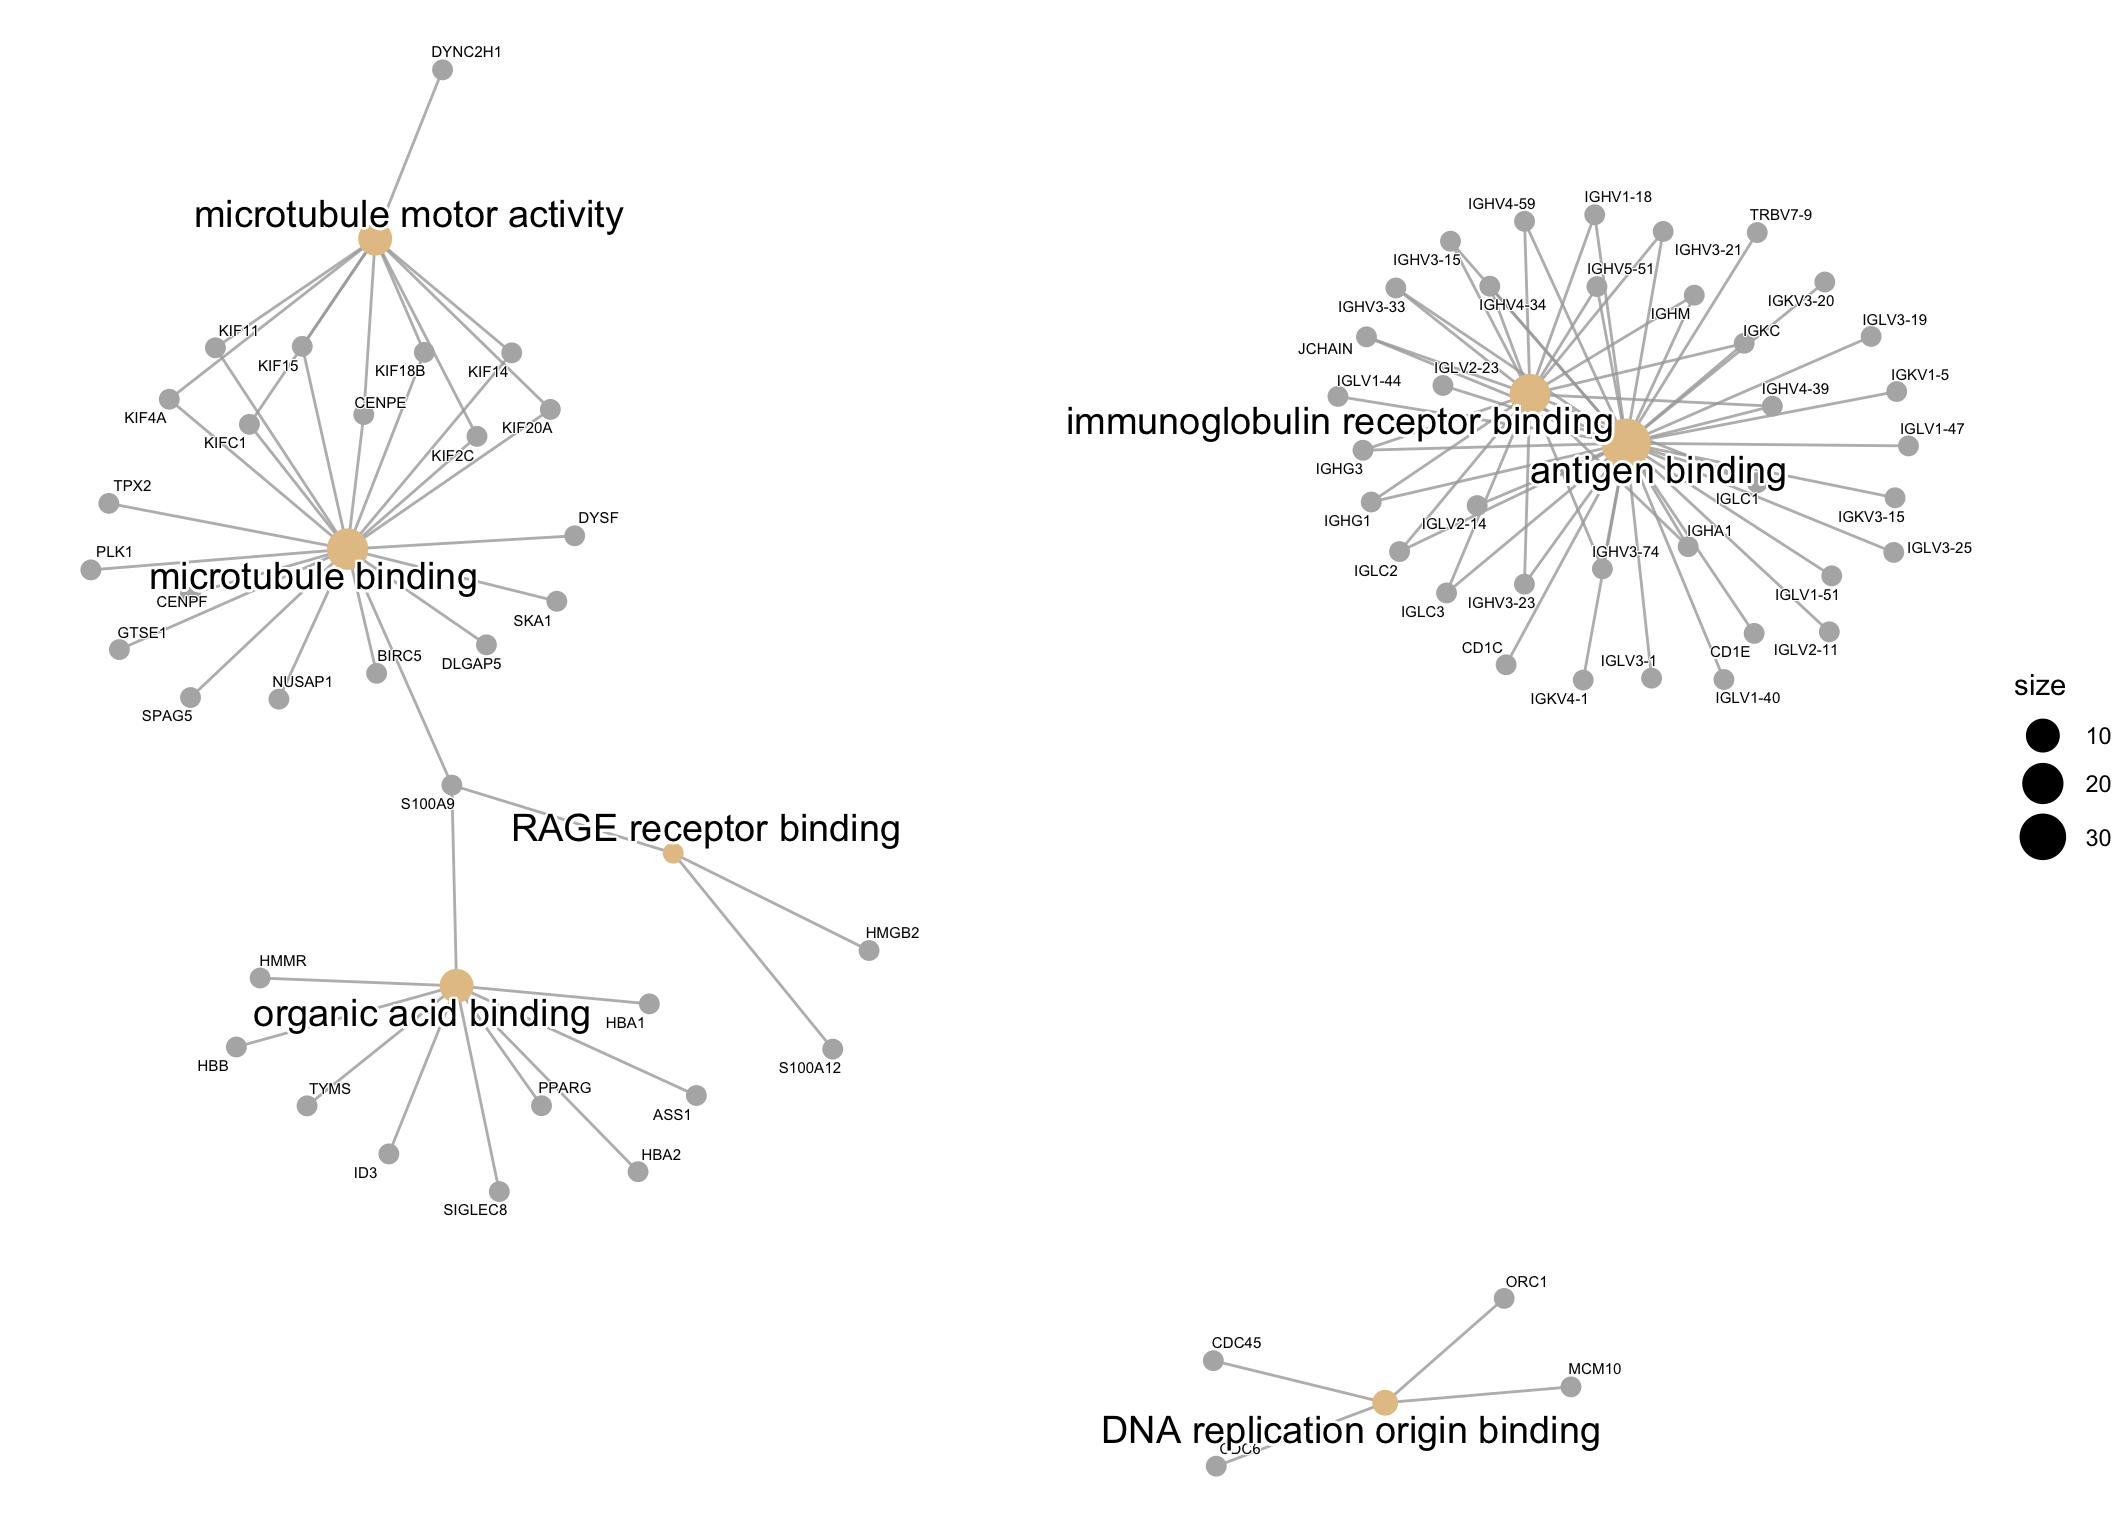 DYNC2H1
microtubule motor activity
KIF11
KIF15
KIF18B
KIF14
KIF4A
KIFC1
CENPE
KIF20A
KIF2C
TPX2
DYSF
PLK1
microtubule binding
CENPF
GTSE1
SKA1
BIRC5
DLGAP5
NUSAP1
SPAG5
S100A9
RAGE receptor binding
HMGB2
S100A12
HMMR
organic acid binding
HBA1
HBB
TYMS
PPARG
ASS1
ID3
HBA2
SIGLEC8
IGHV4-59
IGHV1-18
TRBV7-9
IGHV3-15
IGHV3-21
IGHV5-51
IGHV3-33
IGHV4-34
IGHM
IGKV3-20
JCHAIN
IGKC
IGLV3-19
IGLV1-44
IGLV2-23
IGHV4-39
IGKV1-5
immunoglobulin receptor binding
IGLV1-47
antigen binding
IGHG3
IGLC1
IGHG1
IGLV2-14
IGKV3-15
IGHA1
IGLC2
IGHV3-74
IGLV3-25
IGLC3
IGHV3-23
IGLV1-51
CD1C
IGLV3-1
CD1E
IGLV2-11
IGKV4-1
IGLV1-40
size
10
20
30
ORC1
CDC45
MCM10
DNA replication origin binding
CDC6